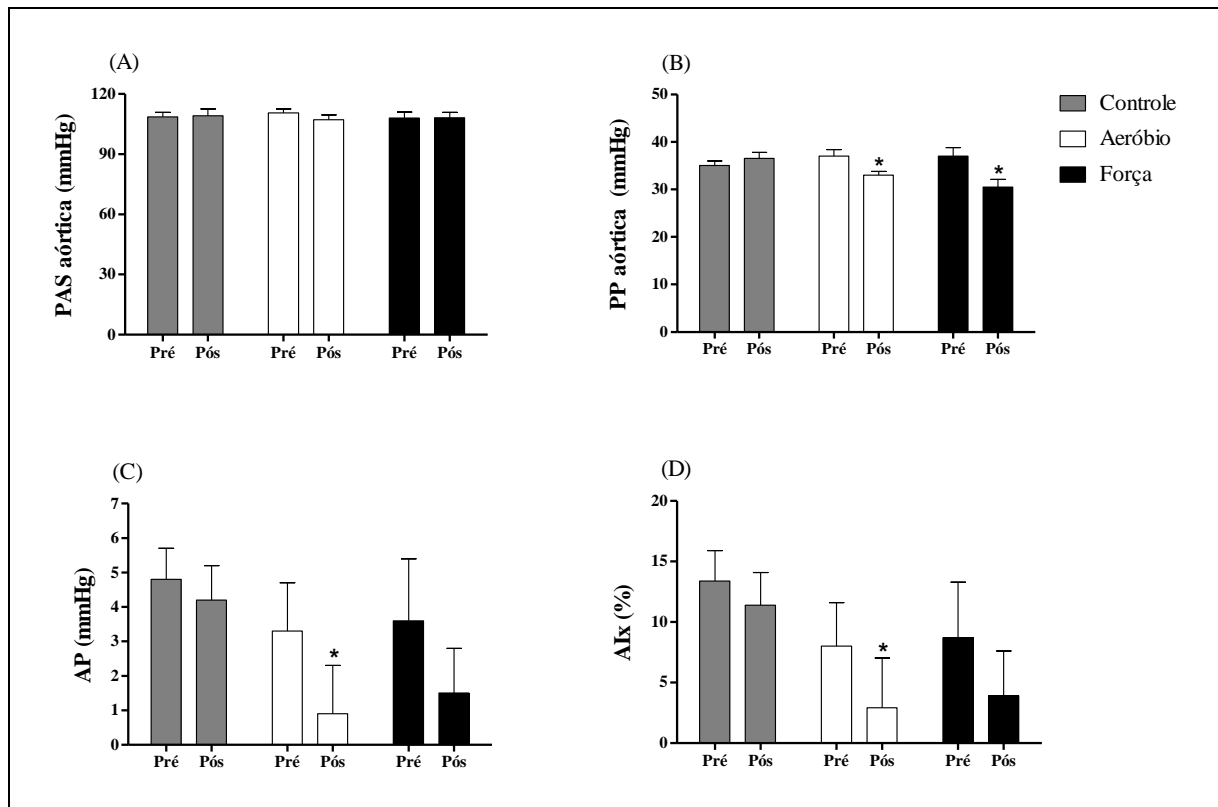 (A)
PAS aórtica (mmHg)
120
90
60
30
0
Pré Pós Pré Pós Pré Pós
(B)
PP aórtica (mmHg)
50
40
30
20
10
0
* *
Pré Pós Pré Pós Pré Pós
Controle
Aeróbio
Força
(C)
AP (mmHg)
7
6
5
4
3
2
1
0
*
Pré Pós Pré Pós Pré Pós
(D)
AIx (%)
20
15
10
5
0
*
Pré Pós Pré Pós Pré Pós